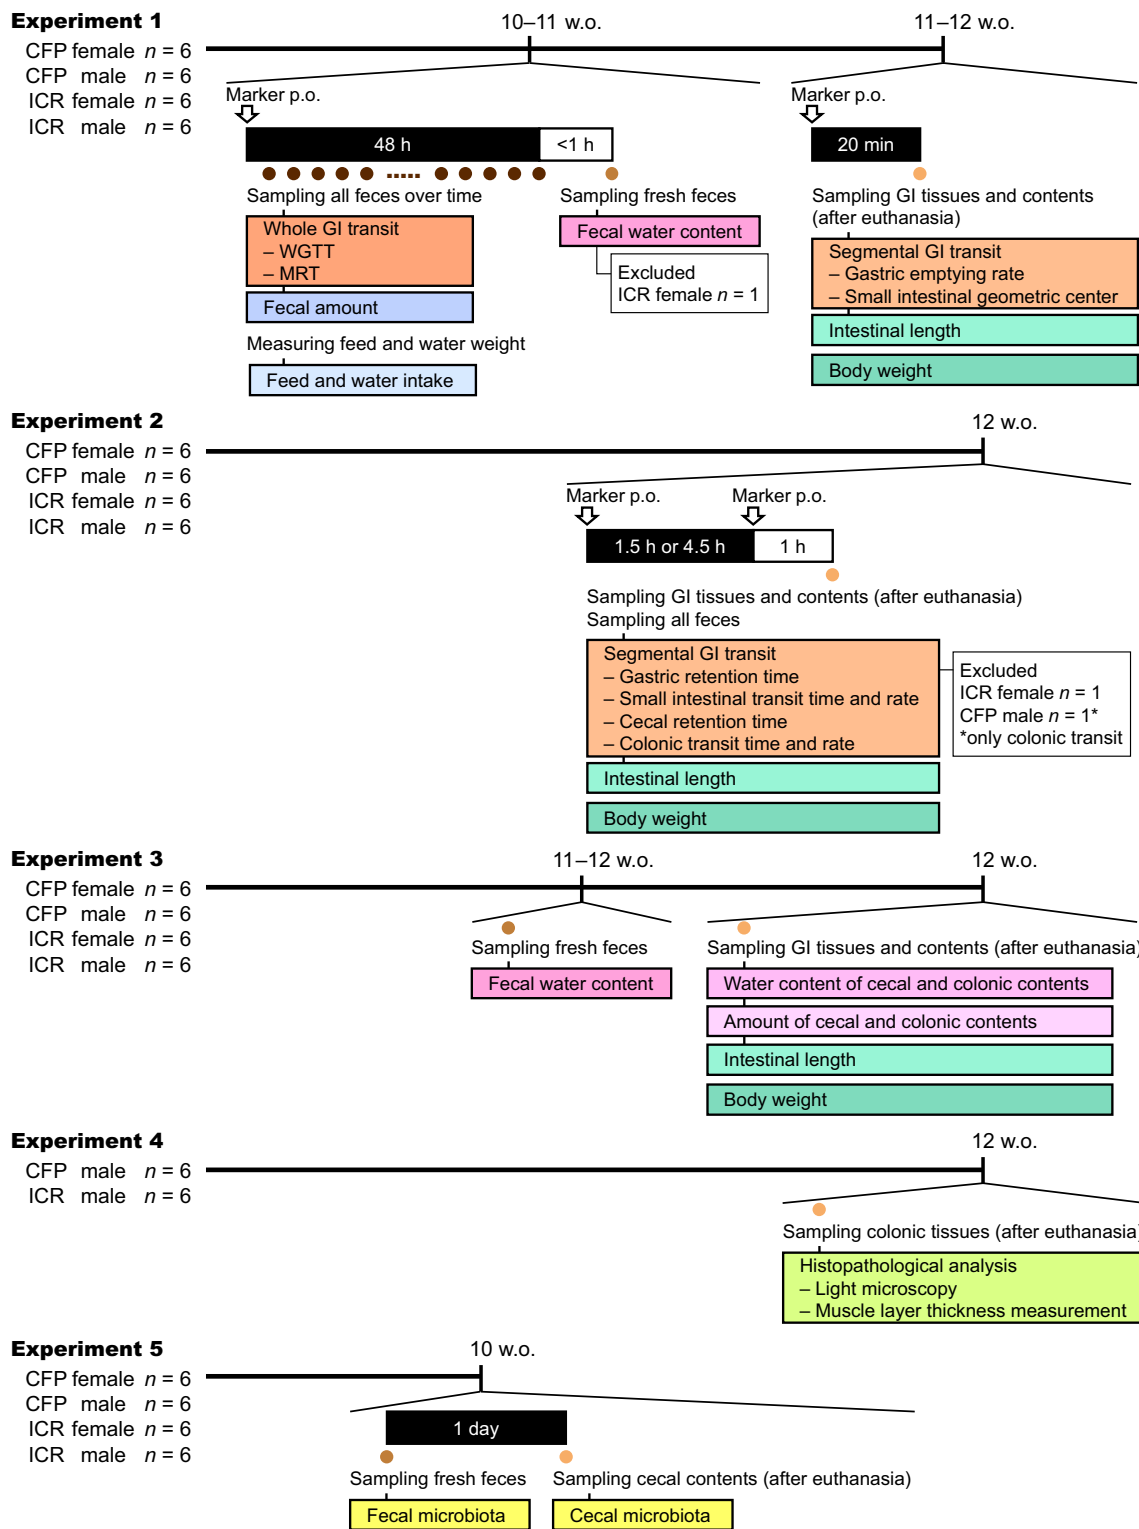 Experiment 1
10–11 w.o.
11–12 w.o.
CFP female n = 6
CFP male n = 6
ICR female n = 6
ICR male n = 6
Marker p.o.
Marker p.o.
48 h
<1 h
20 min
Sampling all feces over time
Sampling fresh feces
Sampling GI tissues and contents
(after euthanasia)
Whole GI transit
– WGTT
– MRT
Fecal water content
Segmental GI transit
– Gastric emptying rate
– Small intestinal geometric center
Excluded
ICR female n = 1
Fecal amount
Intestinal length
Measuring feed and water weight
Feed and water intake
Body weight
Experiment 2
12 w.o.
CFP female n = 6
CFP male n = 6
ICR female n = 6
ICR male n = 6
Marker p.o.
Marker p.o.
1.5 h or 4.5 h
1 h
Sampling GI tissues and contents (after euthanasia)
Sampling all feces
Segmental GI transit
– Gastric retention time
– Small intestinal transit time and rate
– Cecal retention time
– Colonic transit time and rate
Excluded
ICR female n = 1
CFP male n = 1*
*only colonic transit
Intestinal length
Body weight
Experiment 3
11–12 w.o.
12 w.o.
CFP female n = 6
CFP male n = 6
ICR female n = 6
ICR male n = 6
Sampling fresh feces
Sampling GI tissues and contents (after euthanasia)
Fecal water content
Water content of cecal and colonic contents
Amount of cecal and colonic contents
Intestinal length
Body weight
Experiment 4
12 w.o.
CFP male n = 6
ICR male n = 6
Sampling colonic tissues (after euthanasia)
Histopathological analysis
– Light microscopy
– Muscle layer thickness measurement
Experiment 5
10 w.o.
CFP female n = 6
CFP male n = 6
ICR female n = 6
ICR male n = 6
1 day
Sampling fresh feces
Sampling cecal contents (after euthanasia)
Fecal microbiota
Cecal microbiota